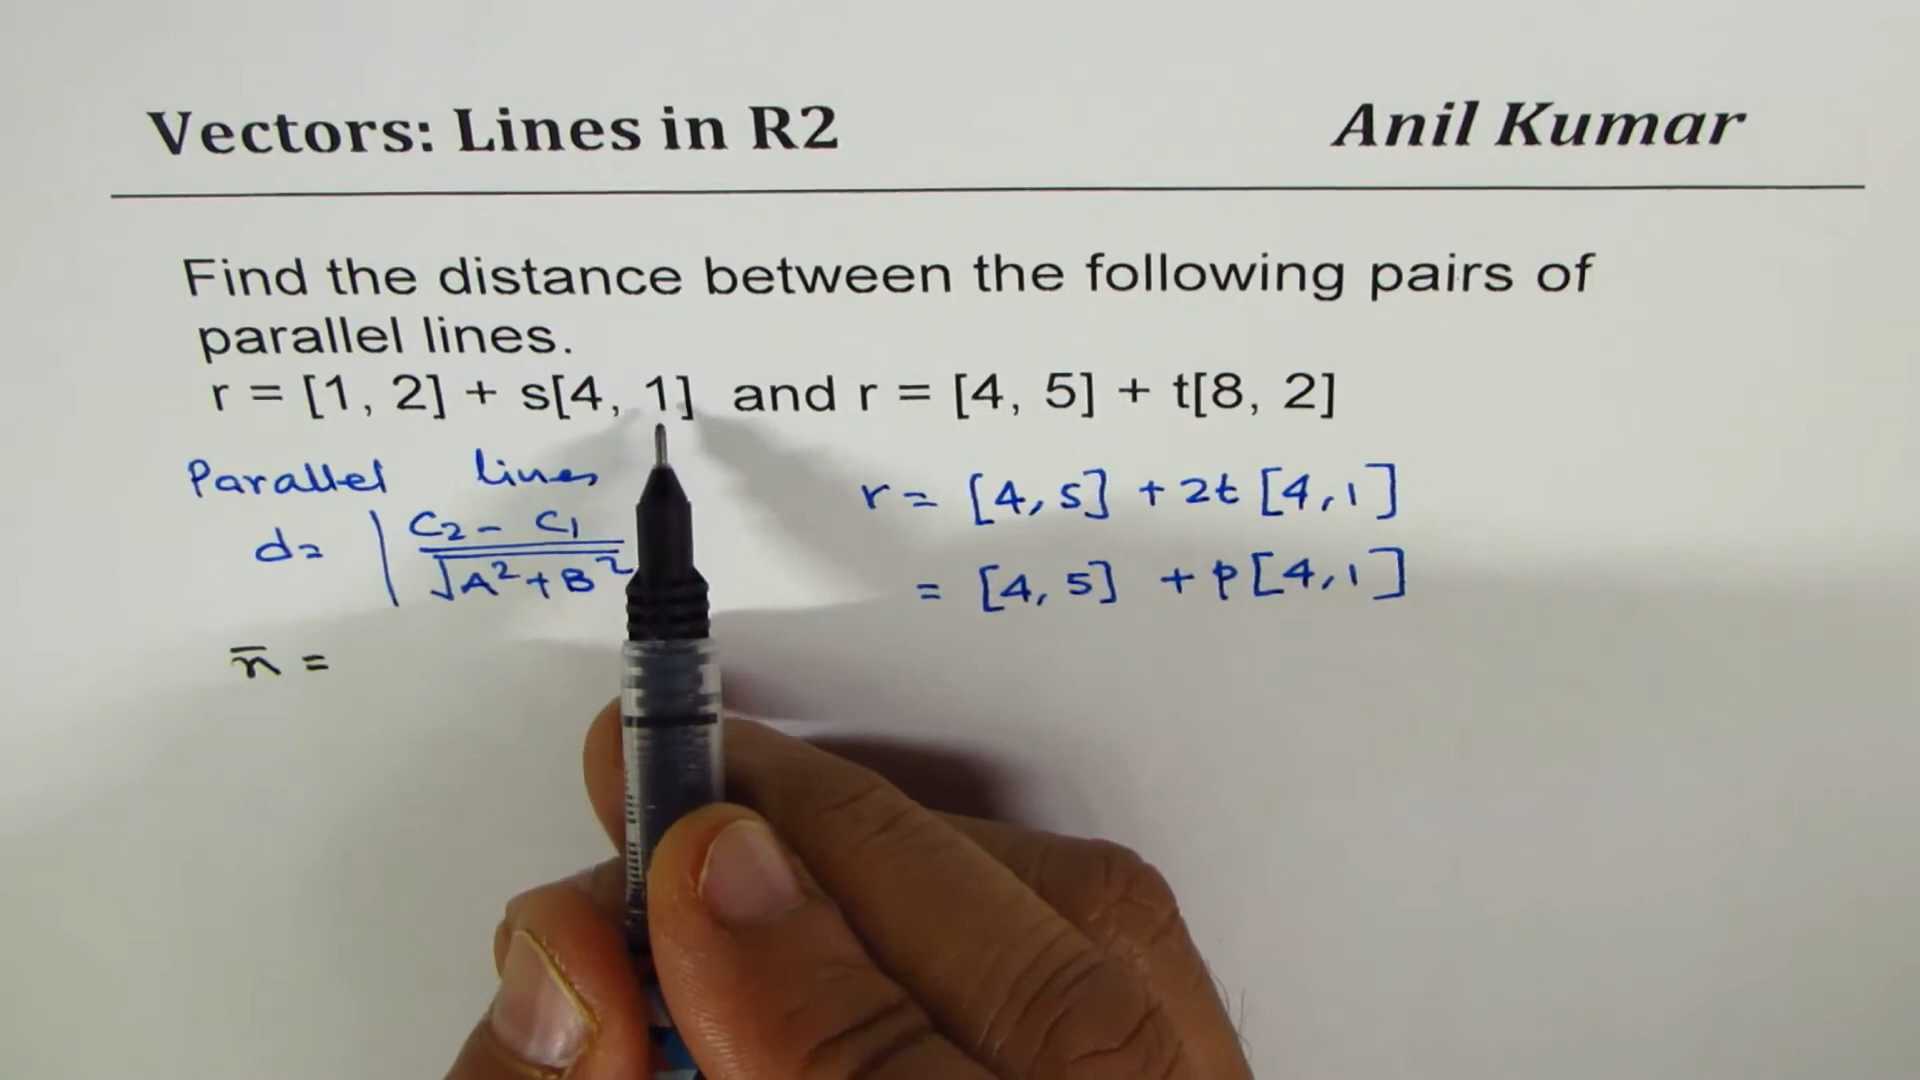 Vectors: Lines in R2
Anil Kumar
Find the distance between the following pairs of
parallel lines.
r = [1, 2] + s[4, 1] and r = [4, 5] + t[8, 2]
Parallel lines
d= | C₂ - C₁ / √A² + B²
r = [4, 5] + 2t [4, 1]
= [4, 5] + p [4, 1]
n̄ =